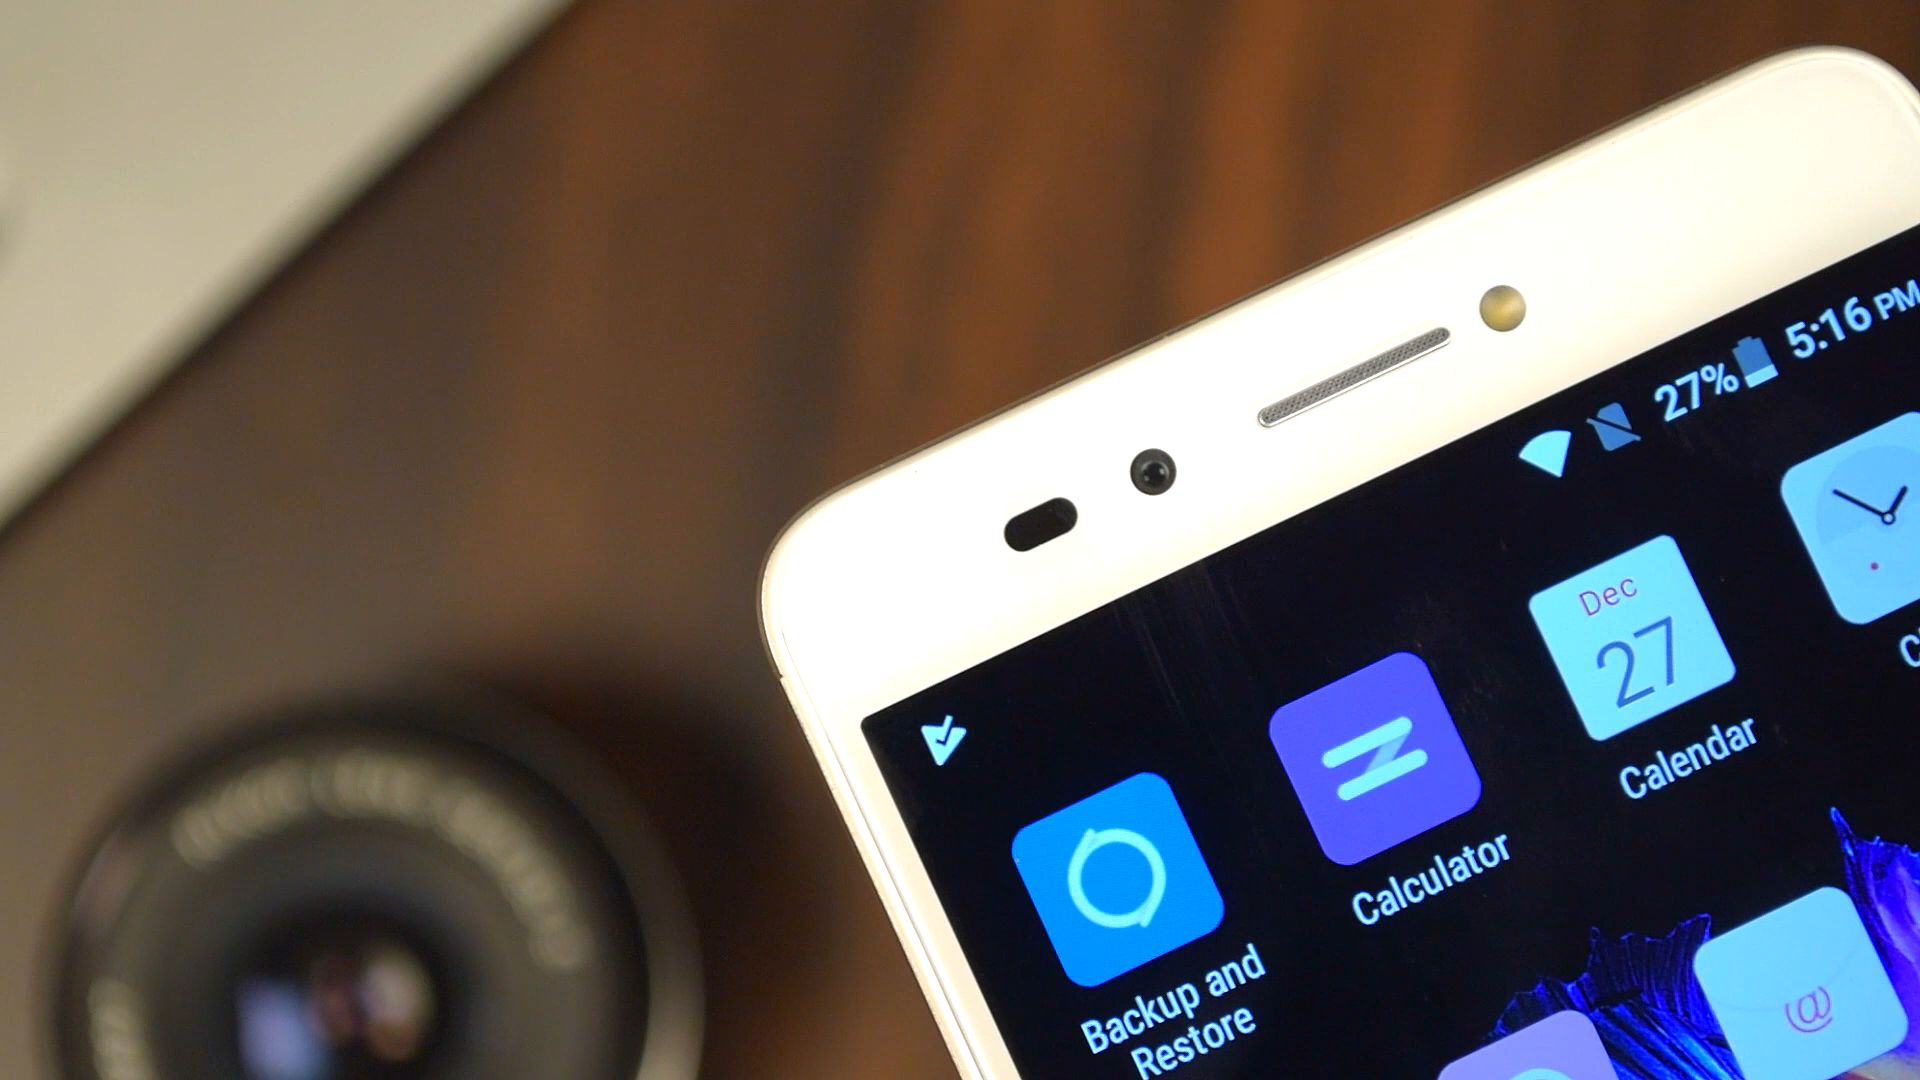 27% 5:16 PM
Dec
27
Calendar
Calculator
Backup and
Restore
@